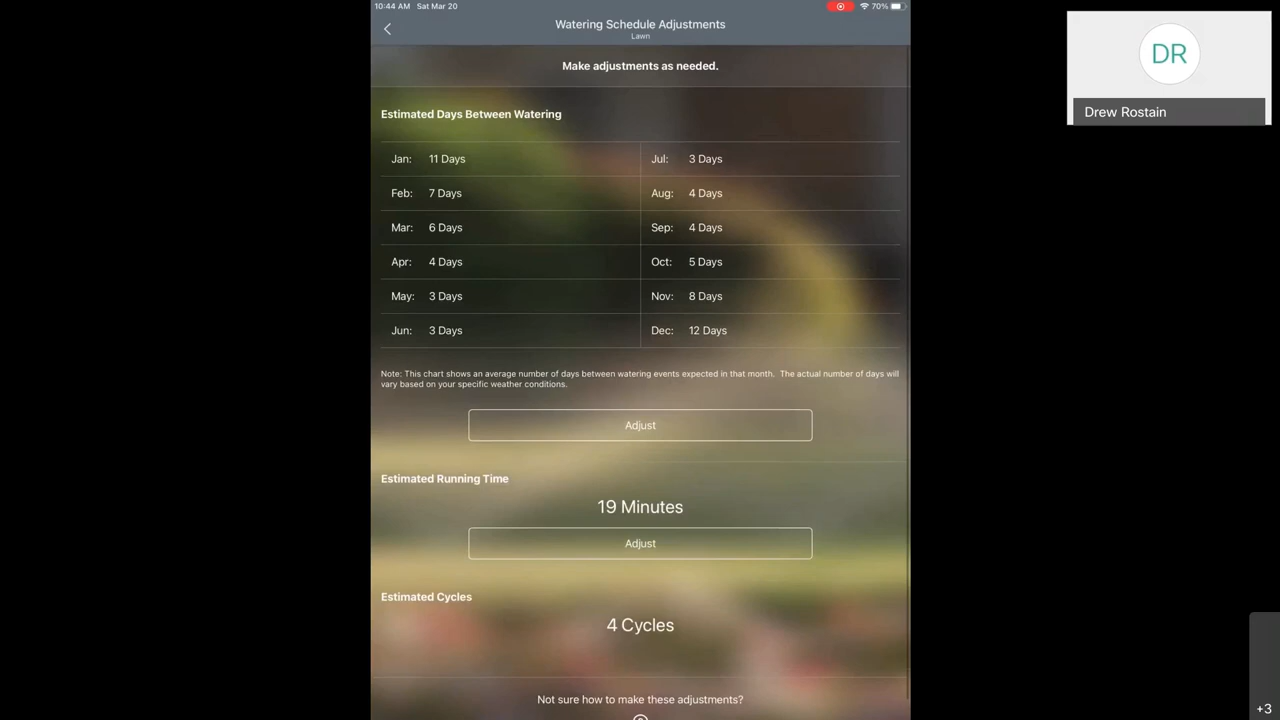 10:44 AM Sat Mar 20
70%
Watering Schedule Adjustments
Lawn
Make adjustments as needed.
Estimated Days Between Watering
Jan: 11 Days
Jul: 3 Days
Feb: 7 Days
Aug: 4 Days
Mar: 6 Days
Sep: 4 Days
Apr: 4 Days
Oct: 5 Days
May: 3 Days
Nov: 8 Days
Jun: 3 Days
Dec: 12 Days
Note: This chart shows an average number of days between watering events expected in that month. The actual number of days will
vary based on your specific weather conditions.
Adjust
Estimated Running Time
19 Minutes
Adjust
Estimated Cycles
4 Cycles
Not sure how to make these adjustments?
DR
Drew Rostain
+3